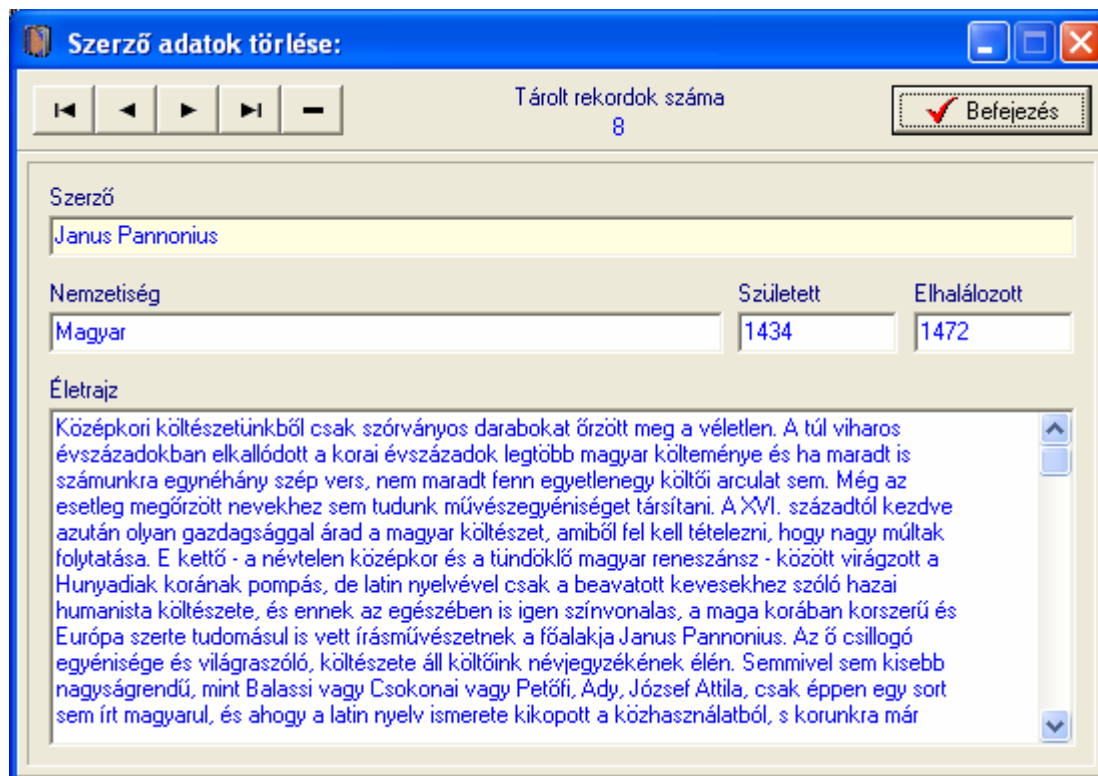 Szerző adatok törlése:
Tárolt rekordok száma
8
Befejezés
Szerző
Janus Pannonius
Nemzetiség
Született
Elhalálozott
Magyar
1434
1472
Életrajz
Középkori költészetünkből csak szórványos darabokat őrzött meg a véletlen. A túl viharos
évszázadokban elkallódott a korai évszázadok legtöbb magyar költeménye és ha maradt is
számunkra egynéhány szép vers, nem maradt fenn egyetlenegy költői arculat sem. Még az
esetleg megőrzött nevekhez sem tudunk művészegyéniséget társítani. A XVI. századtól kezdve
azután olyan gazdagsággal árad a magyar költészet, amiből fel kell tételezni, hogy nagy múltak
folytatása. E kettő - a névtelen középkor és a tündöklő magyar reneszánsz - között virágzott a
Hunyadiak korának pompás, de latin nyelvével csak a beavatott kevesekhez szóló hazai
humanista költészete, és ennek az egészében is igen színvonalas, a maga korában korszerű és
Európa szerte tudomásul is vett írásművészetnek a főalakja Janus Pannonius. Az ő csillogó
egyénisége és világraszóló, költészete áll költőink névjegyzékének élén. Semmivel sem kisebb
nagyságrendű, mint Balassi vagy Csokonai vagy Petőfi, Ady, József Attila, csak éppen egy sort
sem írt magyarul, és ahogy a latin nyelv ismerete kikopott a közhasználatból, s korunkra már